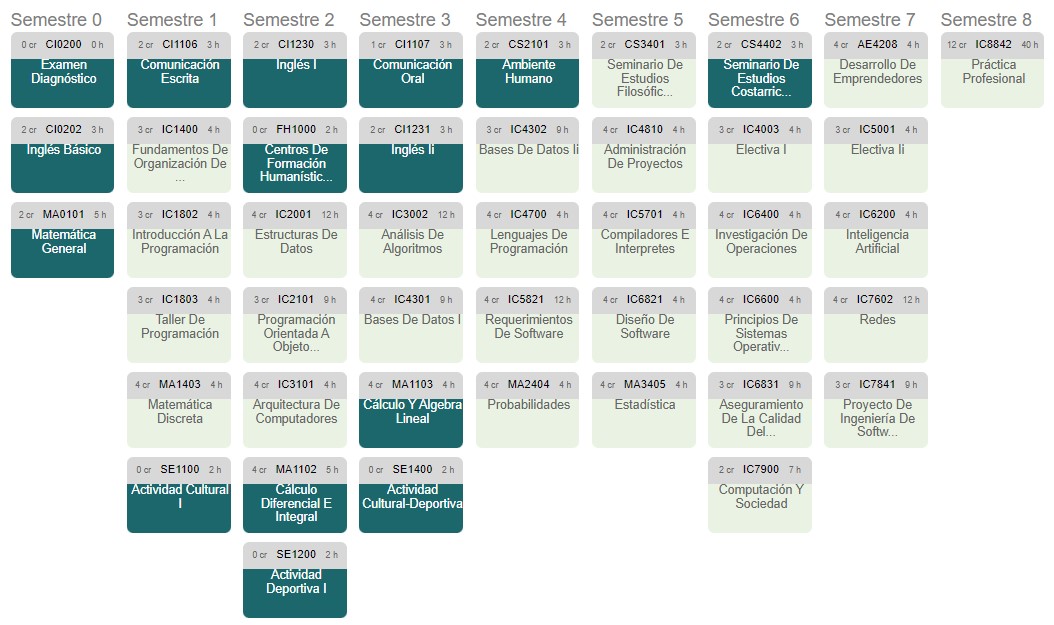 Semestre 0
0 cr CI0200 0 h
Examen
Diagnóstico
2 cr CI0202 3 h
Inglés Básico
2 cr MA0101 5 h
Matemática
General
Semestre 1
2 cr CI1106 3 h
Comunicación
Escrita
3 cr IC1400 4 h
Fundamentos De
Organización De
...
3 cr IC1802 4 h
Introducción A La
Programación
3 cr IC1803 4 h
Taller De
Programación
4 cr MA1403 4 h
Matemática
Discreta
0 cr SE1100 2 h
Actividad Cultural
I
Semestre 2
2 cr CI1230 3 h
Inglés I
0 cr FH1000 2 h
Centros De
Formación
Humanístic...
4 cr IC2001 12 h
Estructuras De
Datos
3 cr IC2101 9 h
Programación
Orientada A
Objeto...
4 cr IC3101 4 h
Arquitectura De
Computadores
4 cr MA1102 5 h
Cálculo
Diferencial E
Integral
0 cr SE1200 2 h
Actividad
Deportiva I
Semestre 3
1 cr CI1107 3 h
Comunicación
Oral
2 cr CI1231 3 h
Inglés Ii
4 cr IC3002 12 h
Análisis De
Algoritmos
4 cr IC4301 9 h
Bases De Datos I
4 cr MA1103 4 h
Cálculo Y Algebra
Lineal
0 cr SE1400 2 h
Actividad
Cultural-Deportiva
Semestre 4
2 cr CS2101 3 h
Ambiente
Humano
3 cr IC4302 9 h
Bases De Datos Ii
4 cr IC4700 4 h
Lenguajes De
Programación
4 cr IC5821 12 h
Requerimientos
De Software
4 cr MA2404 4 h
Probabilidades
Semestre 5
2 cr CS3401 3 h
Seminario De
Estudios
Filosófic...
4 cr IC4810 4 h
Administración
De Proyectos
4 cr IC5701 4 h
Compiladores E
Interpretes
4 cr IC6821 4 h
Diseño De
Software
4 cr MA3405 4 h
Estadística
Semestre 6
2 cr CS4402 3 h
Seminario De
Estudios
Costarric...
3 cr IC4003 4 h
Electiva I
4 cr IC6400 4 h
Investigación De
Operaciones
4 cr IC6600 4 h
Principios De
Sistemas
Operativ...
3 cr IC6831 9 h
Aseguramiento
De La Calidad
Del...
2 cr IC7900 7 h
Computación Y
Sociedad
Semestre 7
4 cr AE4208 4 h
Desarrollo De
Emprendedores
3 cr IC5001 4 h
Electiva Ii
4 cr IC6200 4 h
Inteligencia
Artificial
4 cr IC7602 12 h
Redes
3 cr IC7841 9 h
Proyecto De
Ingeniería De
Softw...
Semestre 8
12 cr IC8842 40 h
Práctica
Profesional